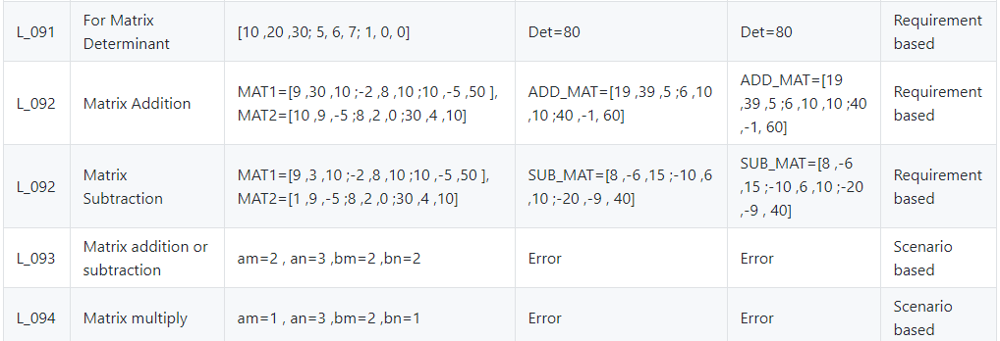 L_091 For Matrix Determinant [10 ,20 ,30; 5, 6, 7; 1, 0, 0] Det=80 Det=80 Requirement based
L_092 Matrix Addition MAT1=[9 ,30 ,10 ;-2 ,8 ,10 ;10 ,-5 ,50 ], MAT2=[10 ,9 ,-5 ;8 ,2 ,0 ;30 ,4 ,10] ADD_MAT=[19 ,39 ,5 ;6 ,10 ,10 ;40 ,-1, 60] ADD_MAT=[19 ,39 ,5 ;6 ,10 ,10 ;40 ,-1, 60] Requirement based
L_092 Matrix Subtraction MAT1=[9 ,3 ,10 ;-2 ,8 ,10 ;10 ,-5 ,50 ], MAT2=[1 ,9 ,-5 ;8 ,2 ,0 ;30 ,4 ,10] SUB_MAT=[8 ,-6 ,15 ;-10 ,6 ,10 ;-20 ,-9 , 40] SUB_MAT=[8 ,-6 ,15 ;-10 ,6 ,10 ;-20 ,-9 , 40] Requirement based
L_093 Matrix addition or subtraction am=2 , an=3 ,bm=2 ,bn=2 Error Error Scenario based
L_094 Matrix multiply am=1 , an=3 ,bm=2 ,bn=1 Error Error Scenario based